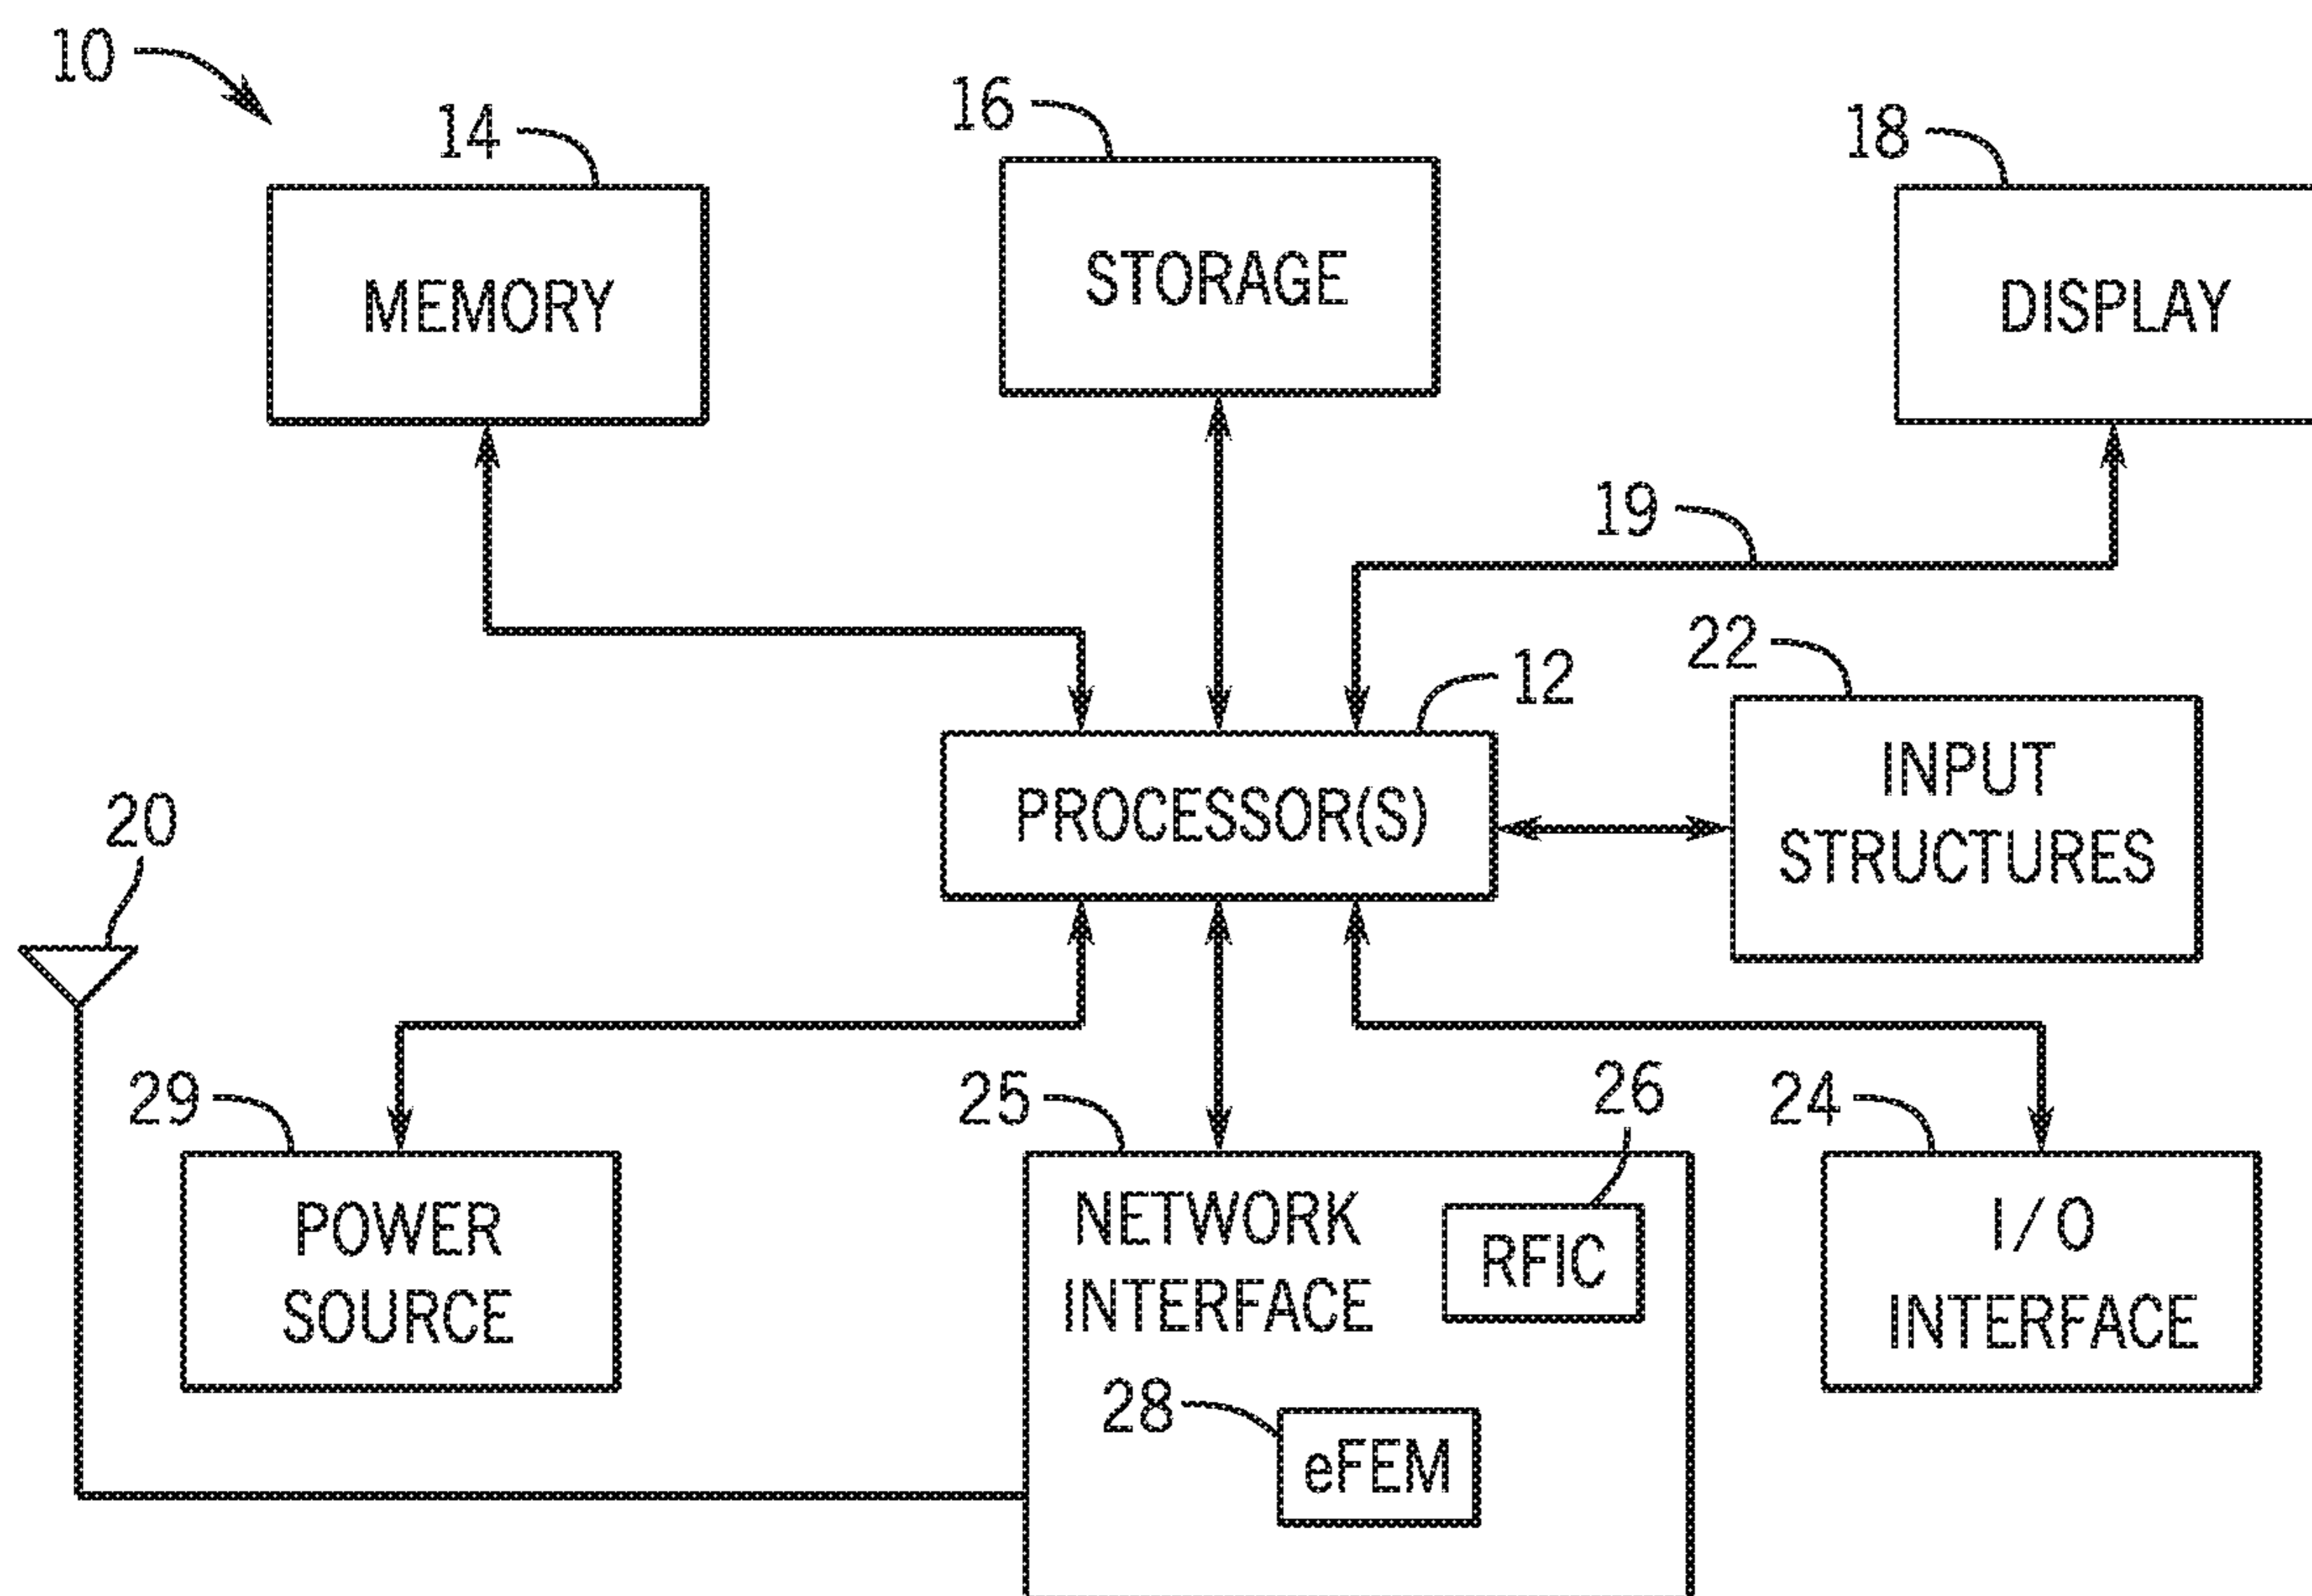 10
14
MEMORY
16
STORAGE
18
DISPLAY
19
12
PROCESSOR(S)
22
INPUT
STRUCTURES
20
29
POWER
SOURCE
25
NETWORK
INTERFACE
26
RFIC
28
eFEM
24
I/O
INTERFACE